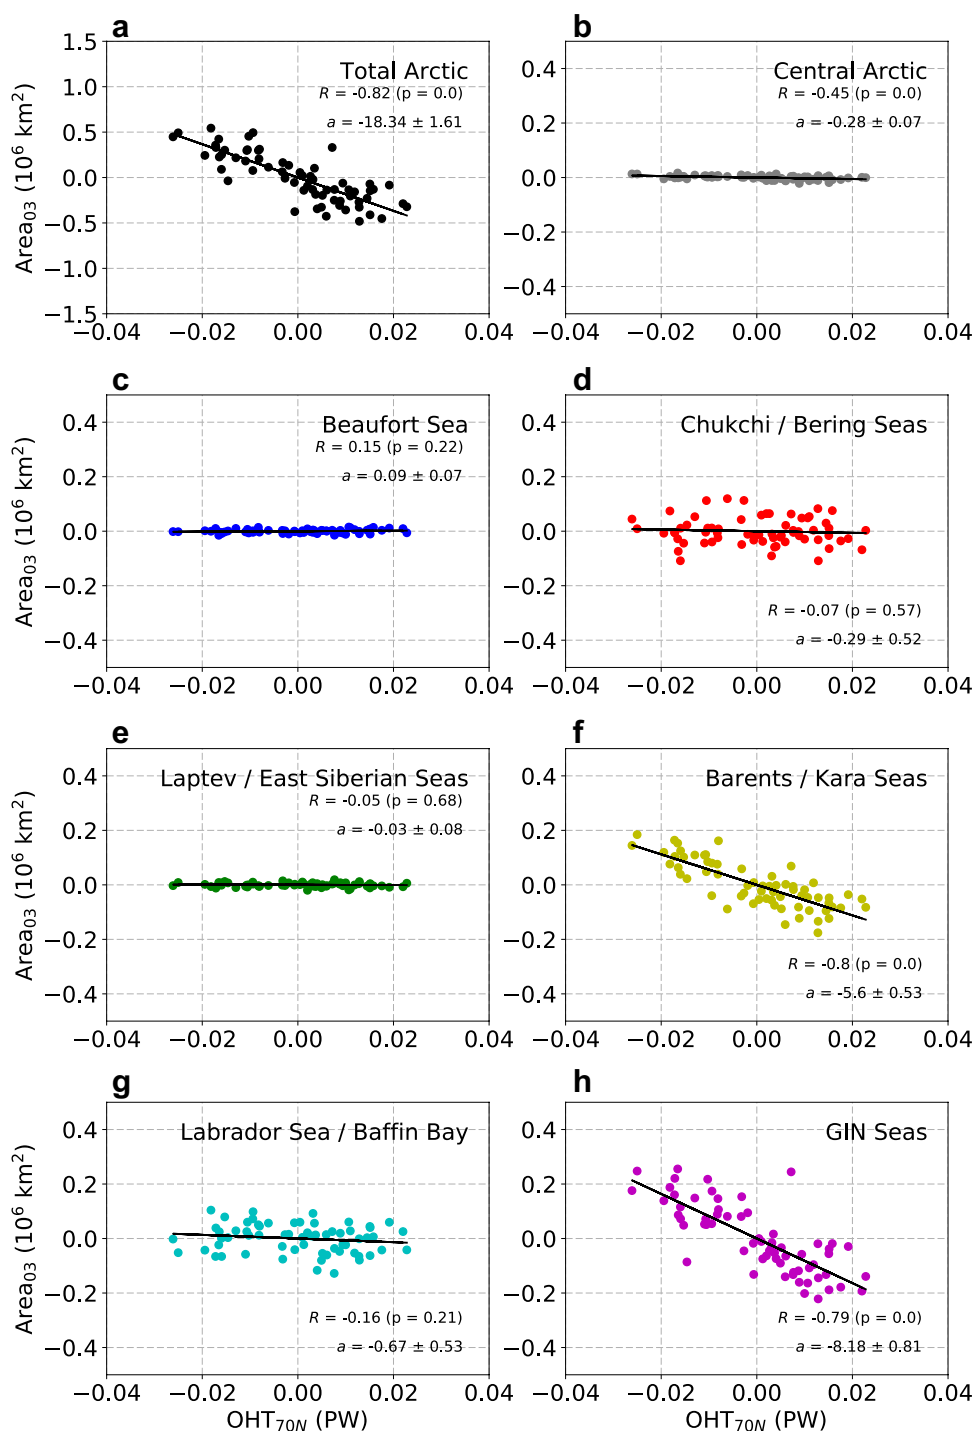 a
Total Arctic
R = -0.82 (p = 0.0)
a = -18.34 ± 1.61
Area03 (10^6 km^2)
1.5
1.0
0.5
0.0
−0.5
−1.0
−1.5
−0.04 −0.02 0.00 0.02 0.04
b
Central Arctic
R = -0.45 (p = 0.0)
a = -0.28 ± 0.07
0.4
0.2
0.0
−0.2
−0.4
−0.04 −0.02 0.00 0.02 0.04
c
Beaufort Sea
R = 0.15 (p = 0.22)
a = 0.09 ± 0.07
Area03 (10^6 km^2)
0.4
0.2
0.0
−0.2
−0.4
−0.04 −0.02 0.00 0.02 0.04
d
Chukchi / Bering Seas
0.4
0.2
0.0
−0.2
−0.4
R = -0.07 (p = 0.57)
a = -0.29 ± 0.52
−0.04 −0.02 0.00 0.02 0.04
e
Laptev / East Siberian Seas
R = -0.05 (p = 0.68)
a = -0.03 ± 0.08
Area03 (10^6 km^2)
0.4
0.2
0.0
−0.2
−0.4
−0.04 −0.02 0.00 0.02 0.04
f
Barents / Kara Seas
0.4
0.2
0.0
−0.2
−0.4
R = -0.8 (p = 0.0)
a = -5.6 ± 0.53
−0.04 −0.02 0.00 0.02 0.04
g
Labrador Sea / Baffin Bay
Area03 (10^6 km^2)
0.4
0.2
0.0
−0.2
−0.4
R = -0.16 (p = 0.21)
a = -0.67 ± 0.53
−0.04 −0.02 0.00 0.02 0.04
OHT70N (PW)
h
GIN Seas
0.4
0.2
0.0
−0.2
−0.4
R = -0.79 (p = 0.0)
a = -8.18 ± 0.81
−0.04 −0.02 0.00 0.02 0.04
OHT70N (PW)